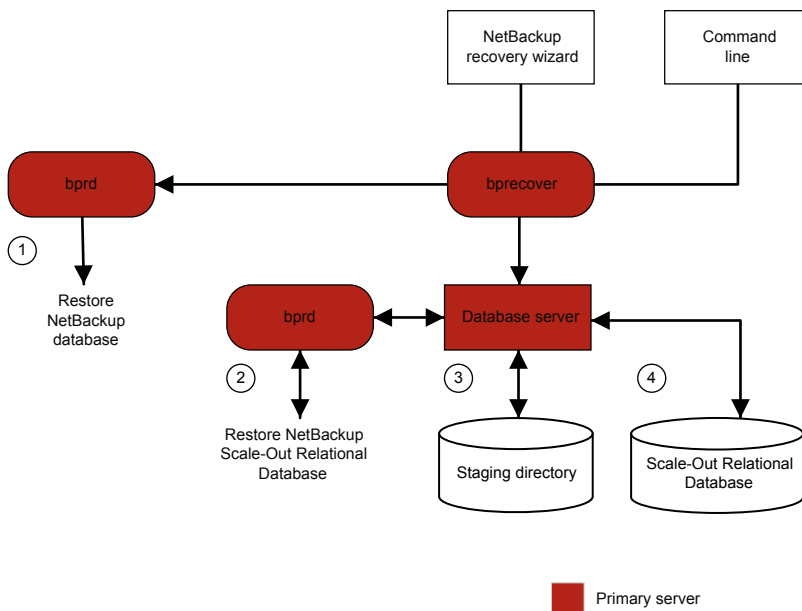 NetBackup
recovery wizard
Command
line
bprd
bprecover
1
Restore
NetBackup
database
bprd
Database server
2
3
4
Restore NetBackup
Scale-Out Relational
Database
Staging directory
Scale-Out Relational
Database
Primary server